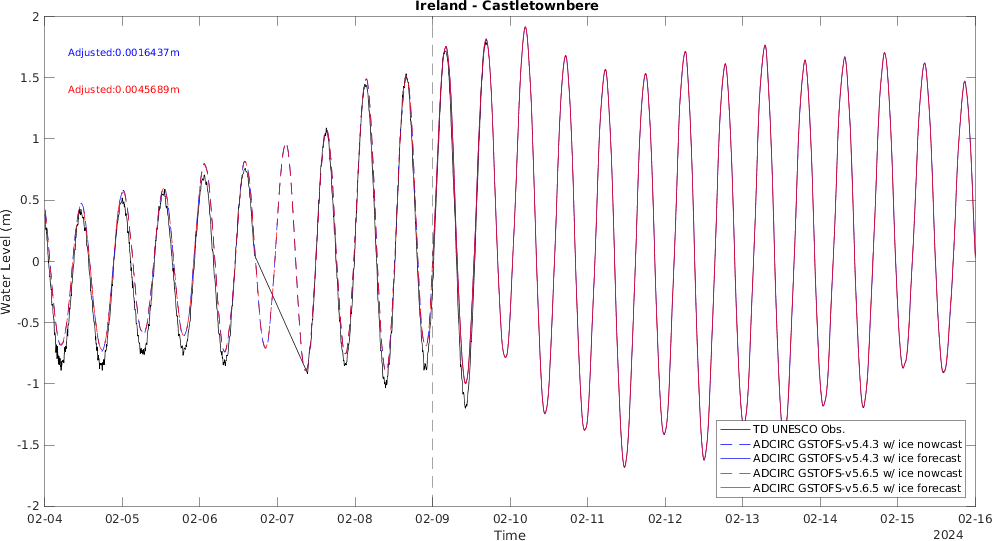 Ireland - Castletownbere
Adjusted:0.0016437m
Adjusted:0.0045689m
Water Level (m)
2
1.5
1
0.5
0
-0.5
-1
-1.5
-2
TD UNESCO Obs.
ADCIRC GSTOFS-v5.4.3 w/ ice nowcast
ADCIRC GSTOFS-v5.4.3 w/ ice forecast
ADCIRC GSTOFS-v5.6.5 w/ ice nowcast
ADCIRC GSTOFS-v5.6.5 w/ ice forecast
02-04 02-05 02-06 02-07 02-08 02-09 02-10 02-11 02-12 02-13 02-14 02-15 02-16
Time
2024